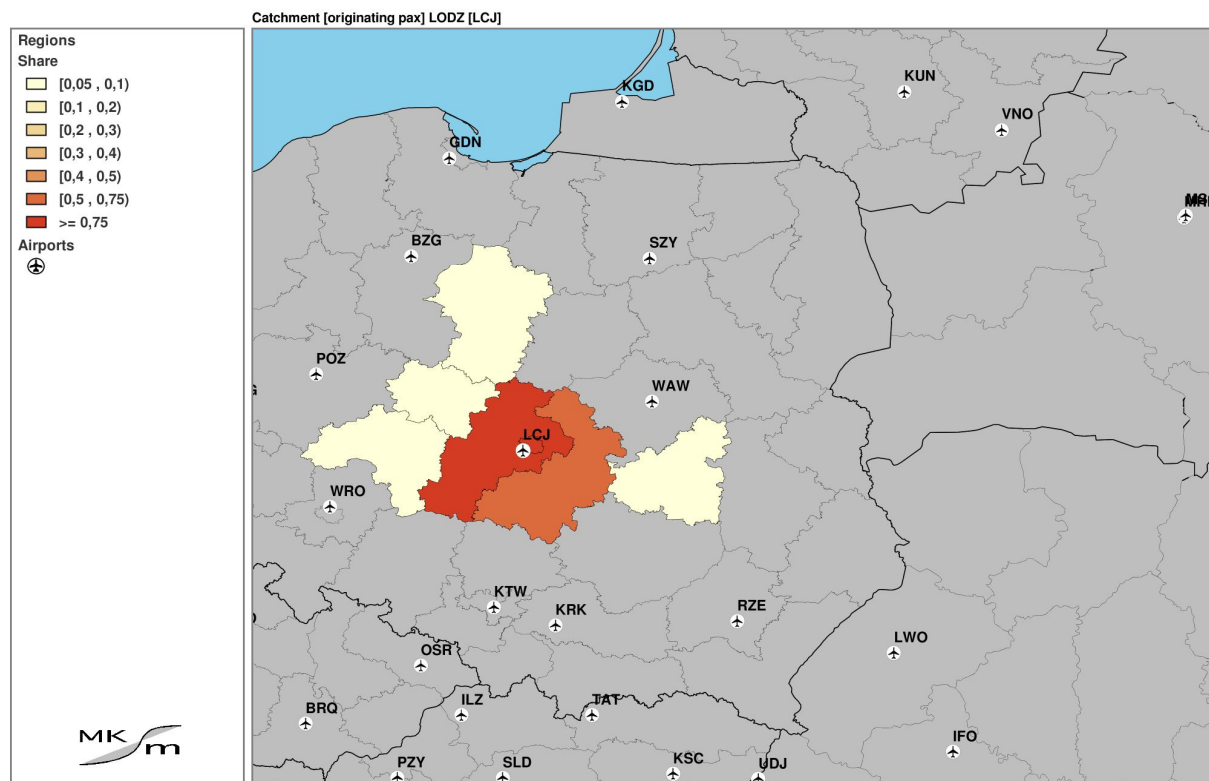 Catchment [originating pax] LODZ [LCJ]
Regions
Share
[0,05 , 0,1)
[0,1 , 0,2)
[0,2 , 0,3)
[0,3 , 0,4)
[0,4 , 0,5)
[0,5 , 0,75)
>= 0,75
Airports
KGD
KUN
VNO
GDN
BZG
SZY
POZ
WAW
LCJ
WRO
KTW
KRK
RZE
LWO
OSR
ILZ
TAT
BRQ
IFO
PZY
SLD
KSC
UDJ
MK
m